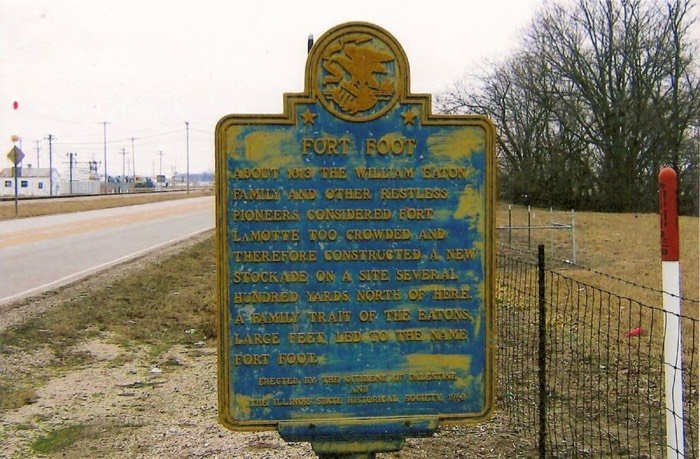 FORT FOOT
ABOUT 1813 THE WILLIAM EATON
FAMILY AND OTHER RESTLESS
PIONEERS CONSIDERED FORT
LAMOTTE TOO CROWDED AND
THEREFORE CONSTRUCTED A NEW
STOCKADE ON A SITE SEVERAL
HUNDRED YARDS NORTH OF HERE.
A FAMILY TRAIT OF THE EATONS,
LARGE FEET, LED TO THE NAME
FORT FOOT.
ERECTED BY THE CITIZENS OF PALESTINE
AND
THE ILLINOIS STATE HISTORICAL SOCIETY,